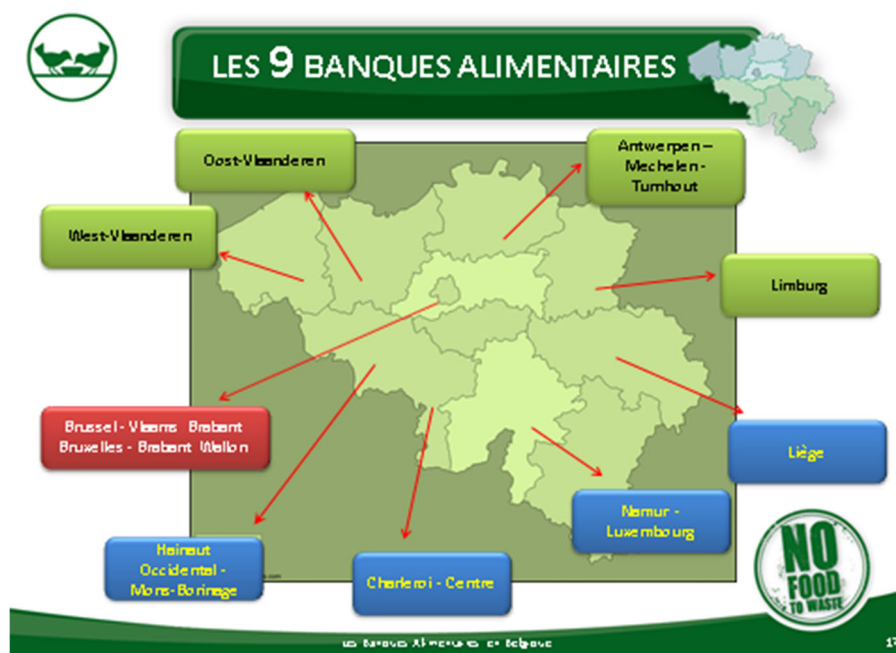 LES 9 BANQUES ALIMENTAIRES
Oost-Vlaanderen
Antwerpen –
Mechelen -
Turnhout
West-Vlaanderen
Limburg
Brussel - Vlaams Brabant
Bruxelles - Brabant Wallon
Liège
Namur -
Luxembourg
Hainaut
Occidental -
Mons-Borinage
Charleroi - Centre
NO
FOOD
TO WASTE
Les Banques Alimentaires de Belgique
17